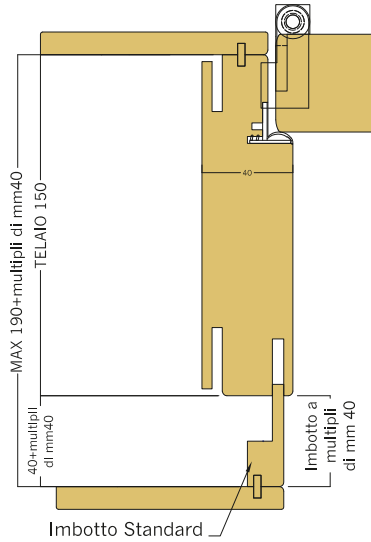 MAX 190+multipli di mm40
TELAIO 150
40
40+multipli
di mm40
Imbotto a
multipli
di mm 40
Imbotto Standard